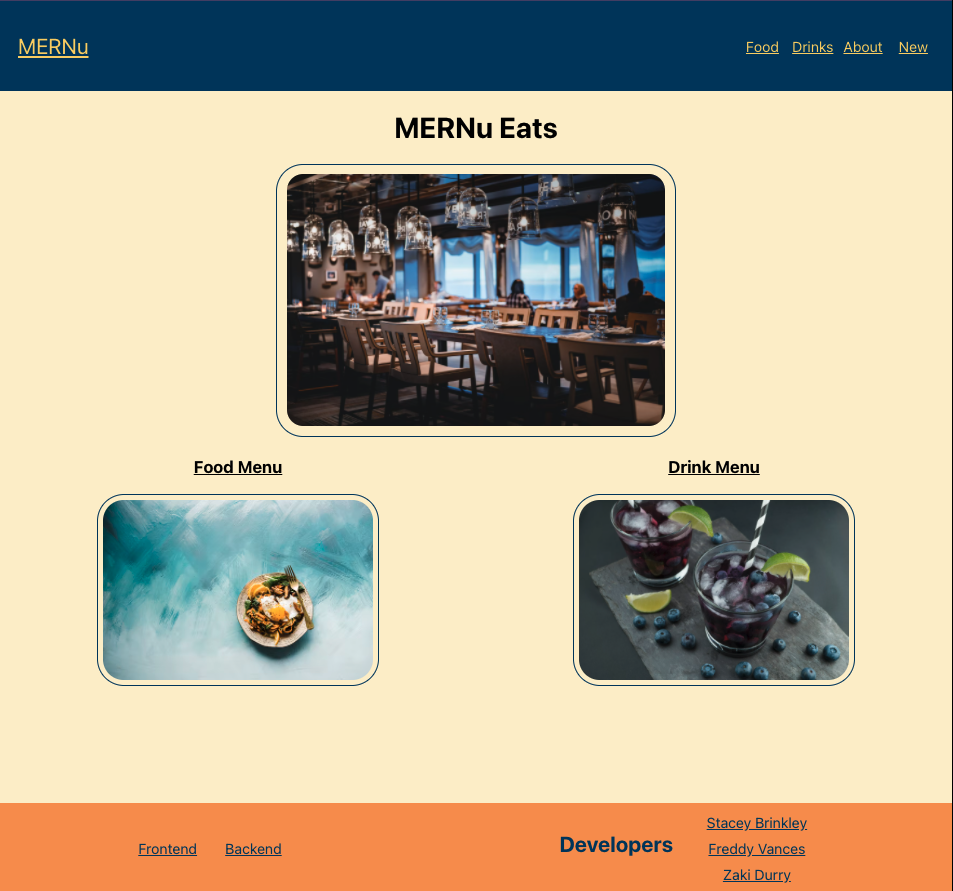 MERNu
Food Drinks About New
MERNu Eats
Food Menu
Drink Menu
Frontend Backend
Developers
Stacey Brinkley
Freddy Vances
Zaki Durry